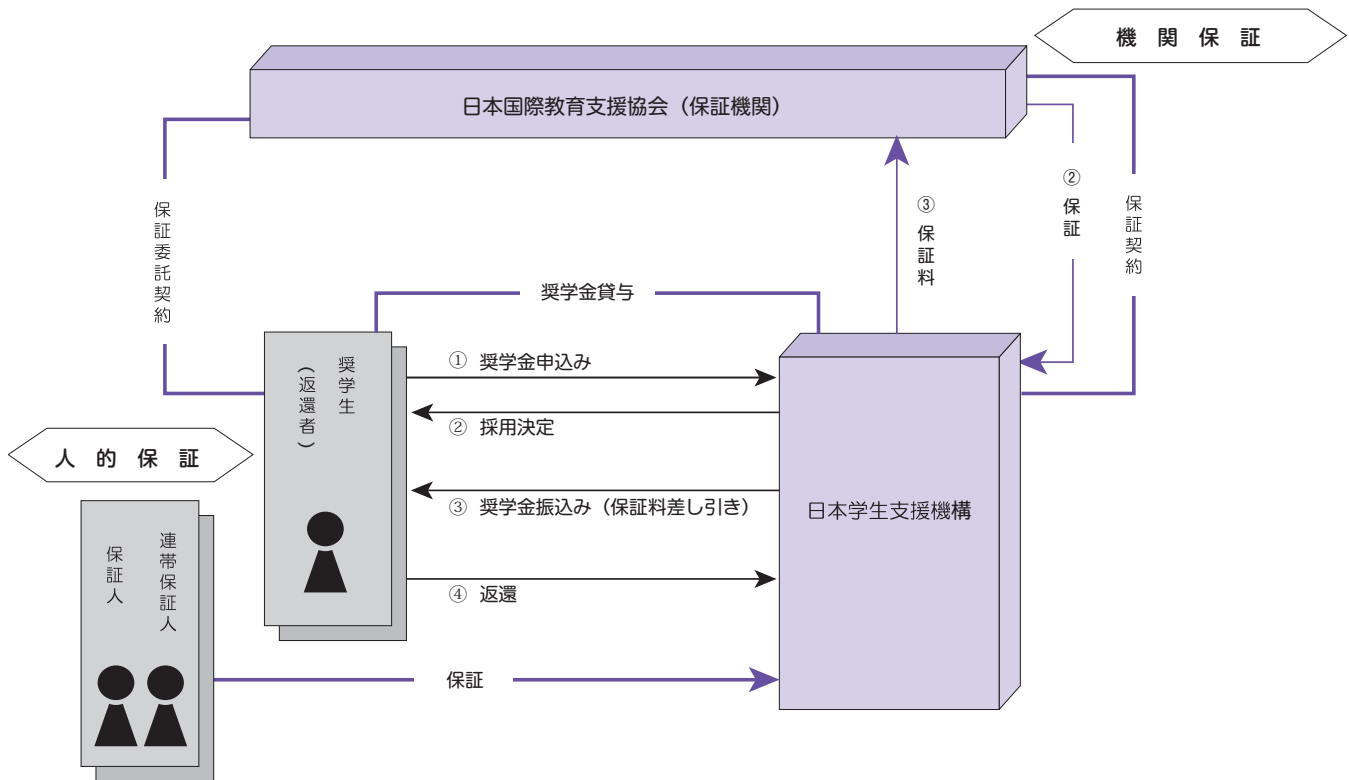 機関保証
日本国際教育支援協会（保証機関）
保証委託契約
③保証料
②保証
保証契約
奨学金貸与
奨学生
（返還者）
① 奨学金申込み
② 採用決定
③ 奨学金振込み（保証料差し引き）
④ 返還
日本学生支援機構
人的保証
連帯保証人
保証人
保証